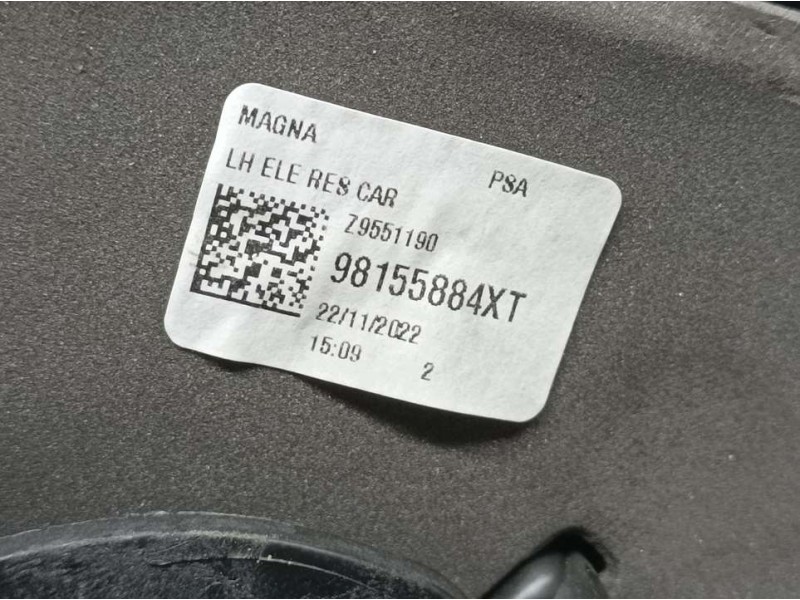 MAGNA
PSA
LH ELE RES CAR
Z9551190
98155884XT
22/11/2022
15:09
2